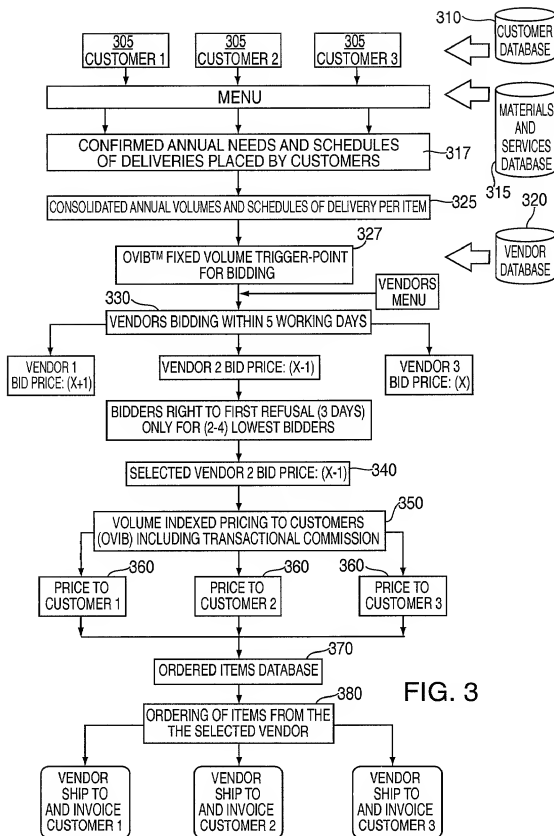 310
CUSTOMER
DATABASE
305
CUSTOMER 1
305
CUSTOMER 2
305
CUSTOMER 3
MENU
MATERIALS
AND
SERVICES
DATABASE
315
CONFIRMED ANNUAL NEEDS AND SCHEDULES
OF DELIVERIES PLACED BY CUSTOMERS
317
CONSOLIDATED ANNUAL VOLUMES AND SCHEDULES OF DELIVERY PER ITEM
325
320
VENDOR
DATABASE
327
OVIB™ FIXED VOLUME TRIGGER-POINT
FOR BIDDING
VENDORS
MENU
330
VENDORS BIDDING WITHIN 5 WORKING DAYS
VENDOR 1
BID PRICE: (X+1)
VENDOR 2 BID PRICE: (X-1)
VENDOR 3
BID PRICE: (X)
BIDDERS RIGHT TO FIRST REFUSAL (3 DAYS)
ONLY FOR (2-4) LOWEST BIDDERS
SELECTED VENDOR 2 BID PRICE: (X-1)
340
350
VOLUME INDEXED PRICING TO CUSTOMERS
(OVIB) INCLUDING TRANSACTIONAL COMMISSION
360
PRICE TO
CUSTOMER 1
360
PRICE TO
CUSTOMER 2
360
PRICE TO
CUSTOMER 3
370
ORDERED ITEMS DATABASE
380
ORDERING OF ITEMS FROM THE
THE SELECTED VENDOR
FIG. 3
VENDOR
SHIP TO
AND INVOICE
CUSTOMER 1
VENDOR
SHIP TO
AND INVOICE
CUSTOMER 2
VENDOR
SHIP TO
AND INVOICE
CUSTOMER 3